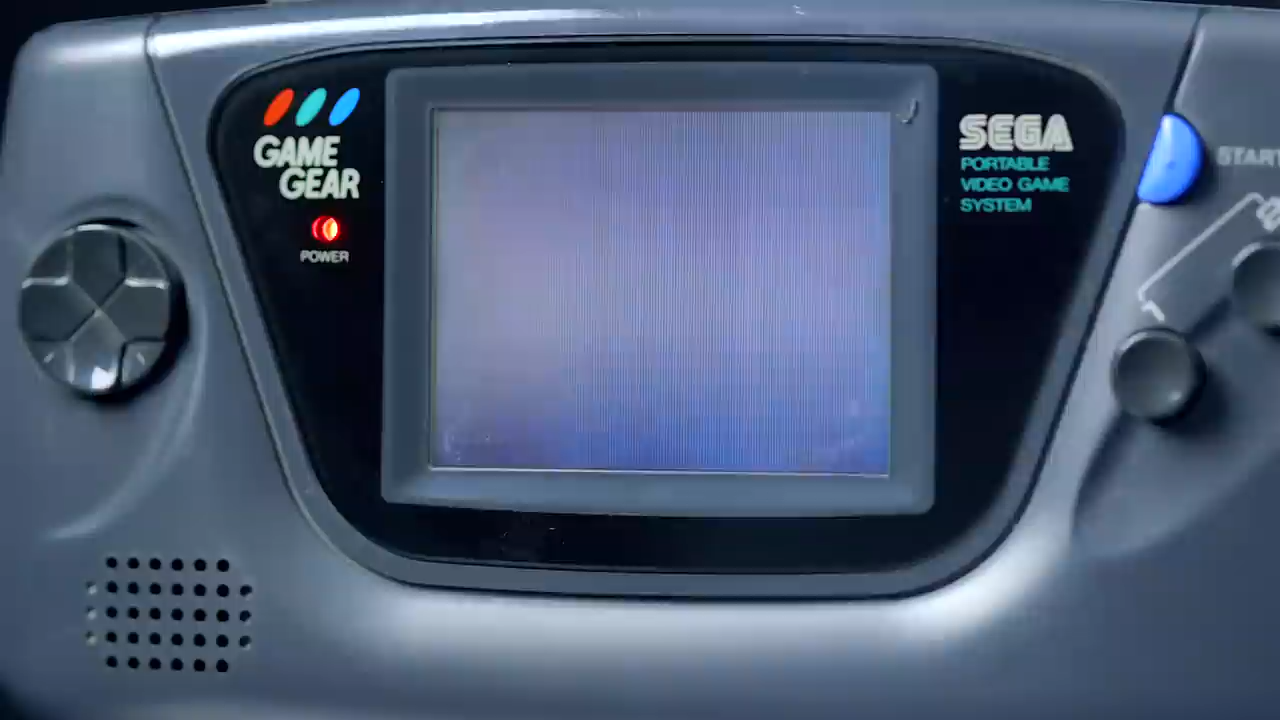 GAME
GEAR
POWER
SEGA
PORTABLE
VIDEO GAME
SYSTEM
START